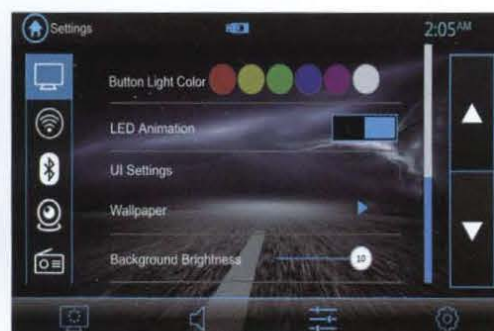 Settings 2:05AM
Button Light Color
LED Animation
UI Settings
Wallpaper
Background Brightness 10